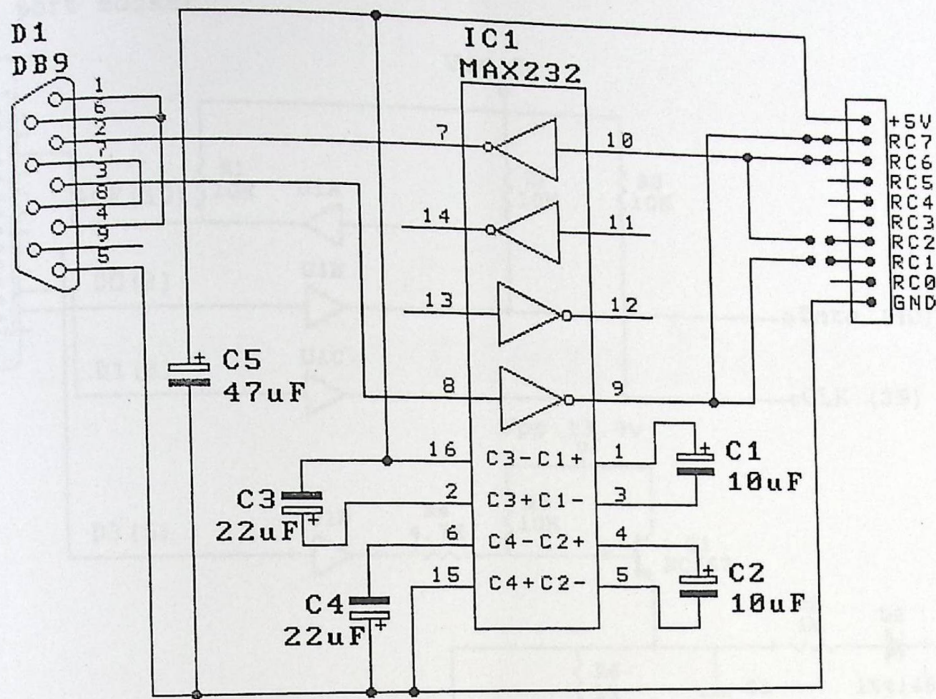 D1
DB9
1
6
2
7
3
8
4
9
5
IC1
MAX232
7
10
14
11
13
12
8
9
16
C3-C1+
1
2
C3+C1-
3
6
C4-C2+
4
15
C4+C2-
5
+5V
RC7
RC6
RC5
RC4
RC3
RC2
RC1
RC0
GND
C5
47uF
C3
22uF
C4
22uF
C1
10uF
C2
10uF